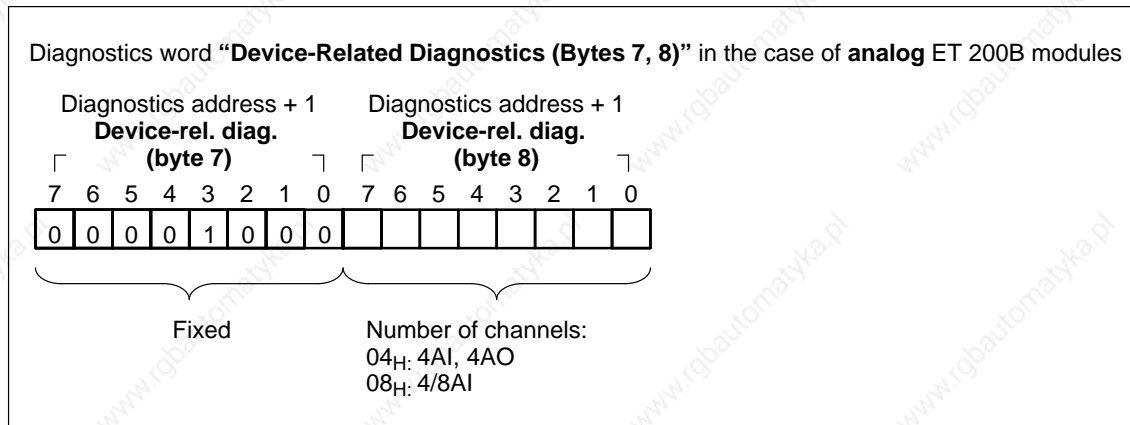 Diagnostics word “Device-Related Diagnostics (Bytes 7, 8)” in the case of analog ET 200B modules
Diagnostics address + 1 Diagnostics address + 1
Device-rel. diag. Device-rel. diag.
(byte 7) (byte 8)
7 6 5 4 3 2 1 0 7 6 5 4 3 2 1 0
0 0 0 0 1 0 0 0
Fixed Number of channels:
04H: 4AI, 4AO
08H: 4/8AI
www.rgbautomatyka.pl